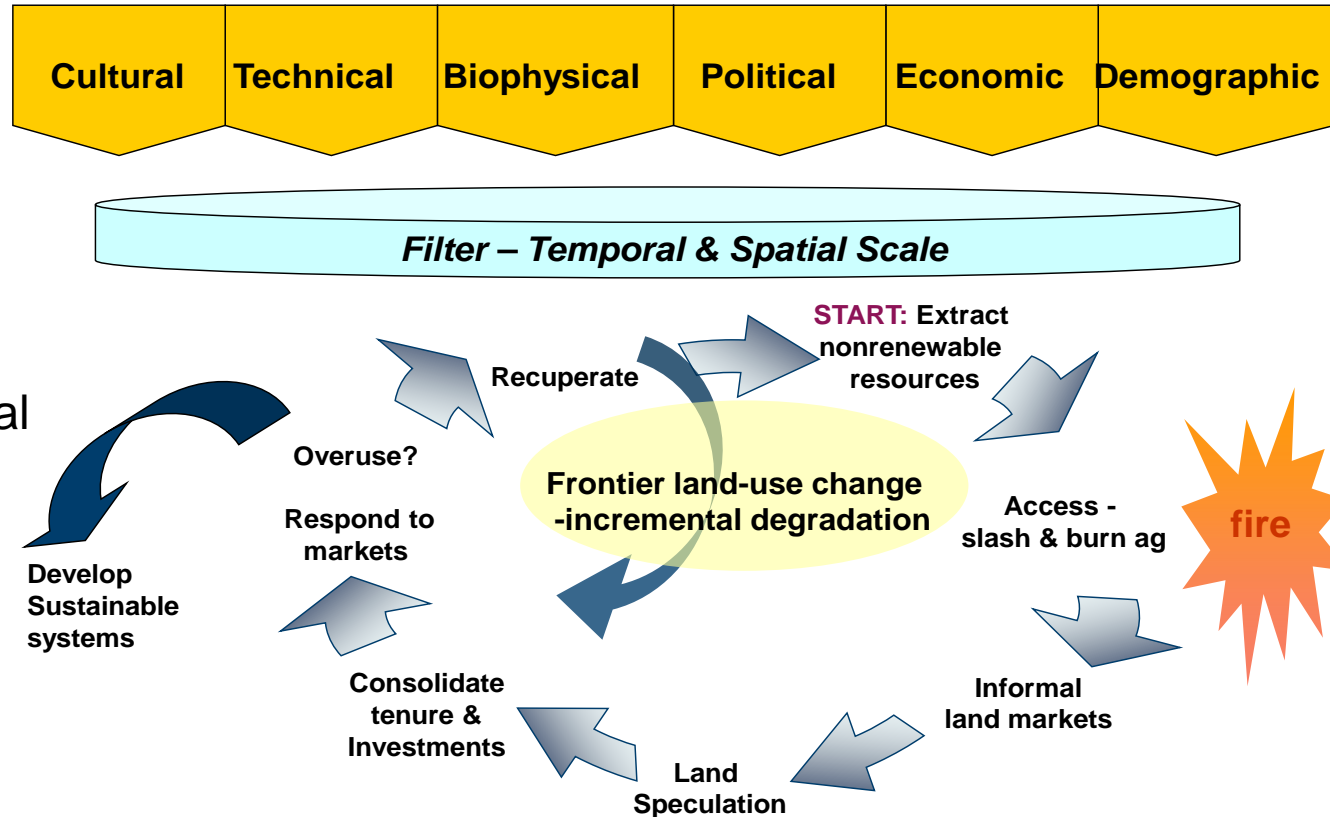 Cultural Technical Biophysical Political Economic Demographic
Filter – Temporal & Spatial Scale
START: Extract
nonrenewable
resources
Recuperate
al
Overuse?
Respond to
markets
Frontier land-use change
-incremental degradation
Access -
slash & burn ag
fire
Develop
Sustainable
systems
Consolidate
tenure &
Investments
Informal
land markets
Land
Speculation